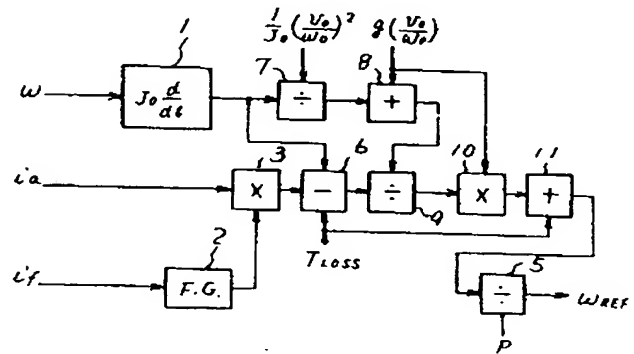 1
1/J₀ (v₀/ω₀)²
g(v₀/ω₀)
7
8
ω
J₀ d/dt
÷
+
3
6
10
11
ia
×
−
÷
×
+
9
2
TLOSS
5
if
F.G.
÷
ωREF
P